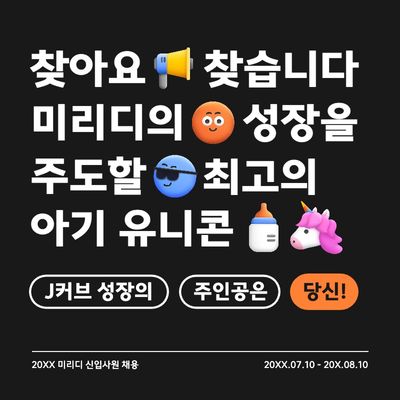 찾아요 찾습니다
미리디의 성장을
주도할 최고의
아기 유니콘
J커브 성장의 주인공은 당신!
20XX 미리디 신입사원 채용 20XX.07.10 - 20X.08.10